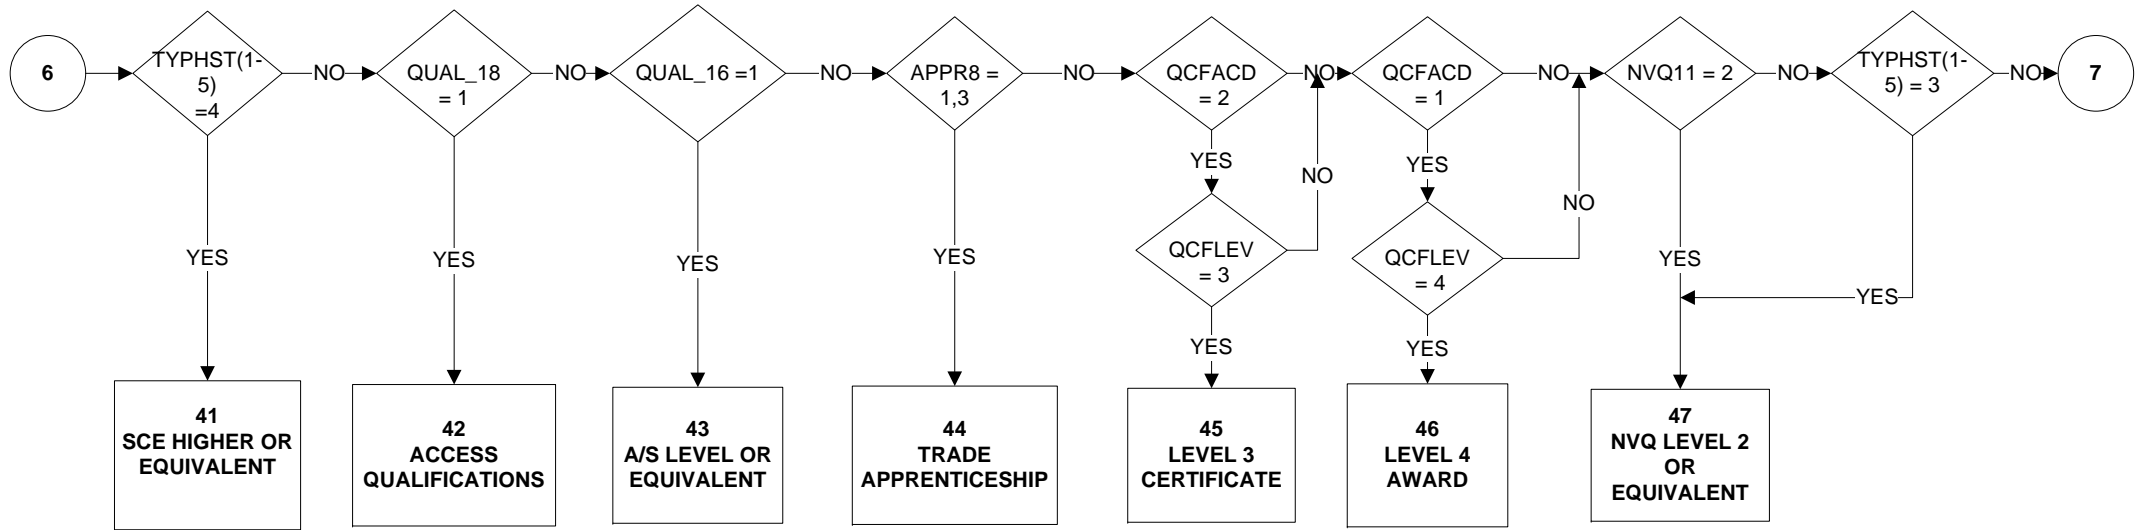 6
TYPHST(1-
5)
=4
NO
QUAL_18
= 1
NO
QUAL_16 =1
NO
APPR8 =
1,3
NO
QCFACD
= 2
NO
QCFACD
= 1
NO
NVQ11 = 2
NO
TYPHST(1-
5) = 3
NO
7
YES
YES
NO
NO
QCFLEV
= 3
QCFLEV
= 4
YES
YES
YES
YES
YES
YES
YES
YES
41
SCE HIGHER OR
EQUIVALENT
42
ACCESS
QUALIFICATIONS
43
A/S LEVEL OR
EQUIVALENT
44
TRADE
APPRENTICESHIP
45
LEVEL 3
CERTIFICATE
46
LEVEL 4
AWARD
47
NVQ LEVEL 2
OR
EQUIVALENT